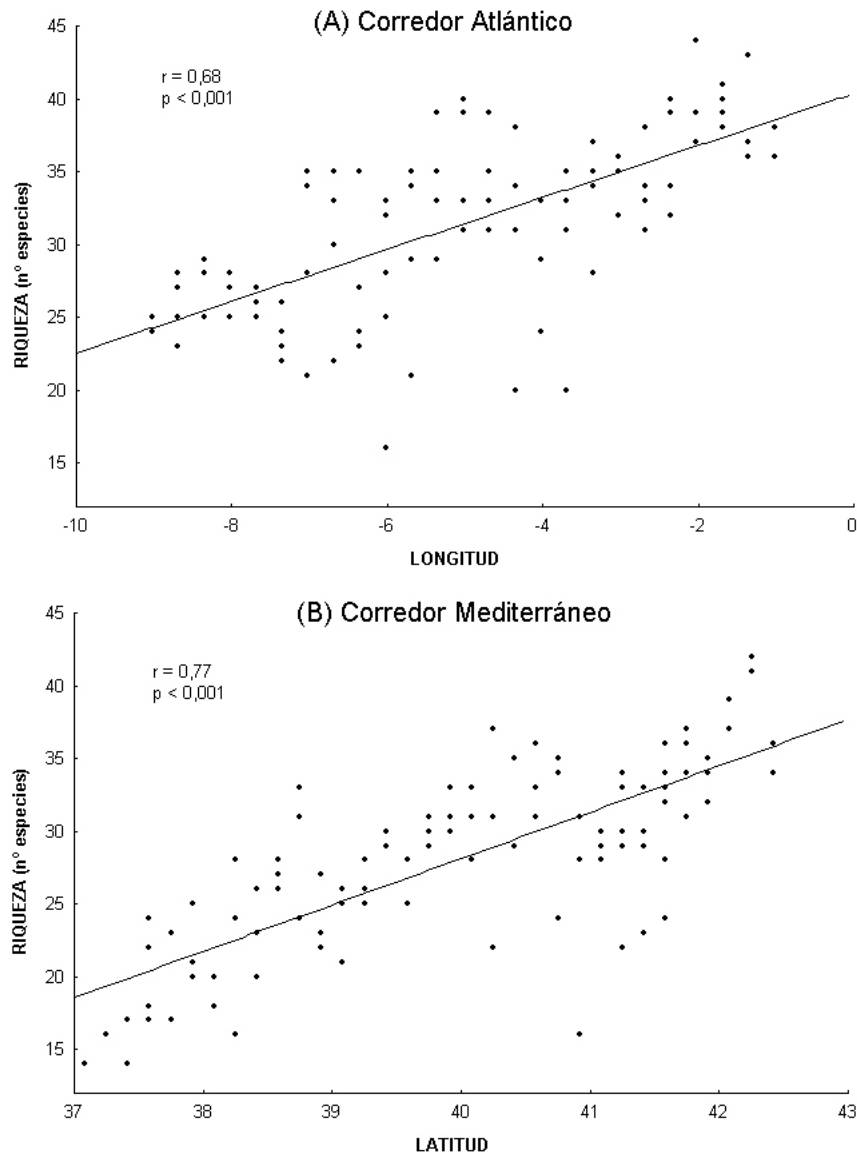 (A) Corredor Atlántico
r = 0,68
p < 0,001
45
40
35
30
25
20
15
RIQUEZA (nº especies)
-10
-8
-6
-4
-2
0
LONGITUD
(B) Corredor Mediterráneo
r = 0,77
p < 0,001
45
40
35
30
25
20
15
RIQUEZA (nº especies)
37
38
39
40
41
42
43
LATITUD